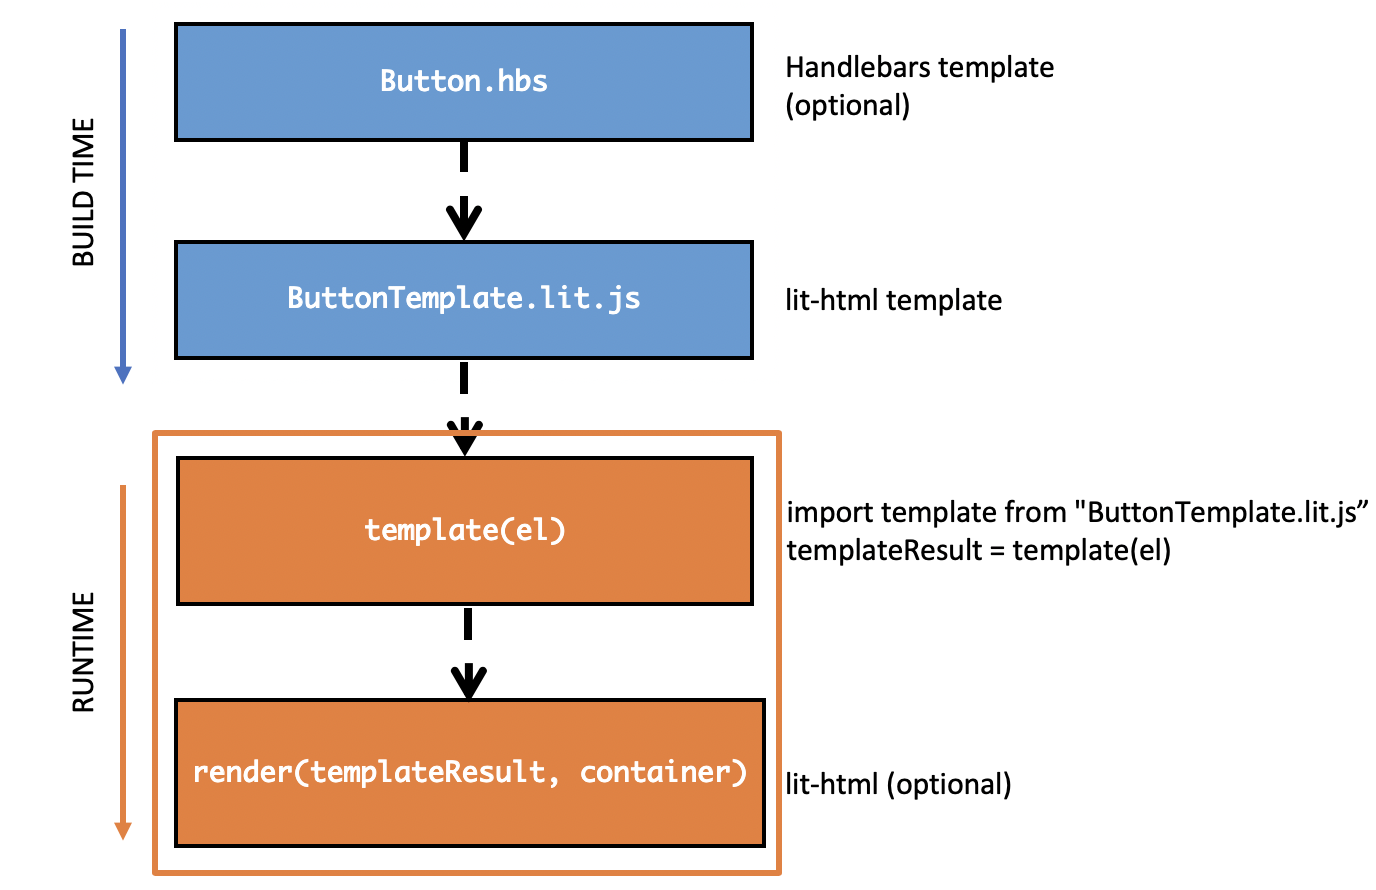 BUILD TIME
Button.hbs
Handlebars template
(optional)
ButtonTemplate.lit.js
lit-html template
RUNTIME
template(el)
import template from "ButtonTemplate.lit.js”
templateResult = template(el)
render(templateResult, container)
lit-html (optional)